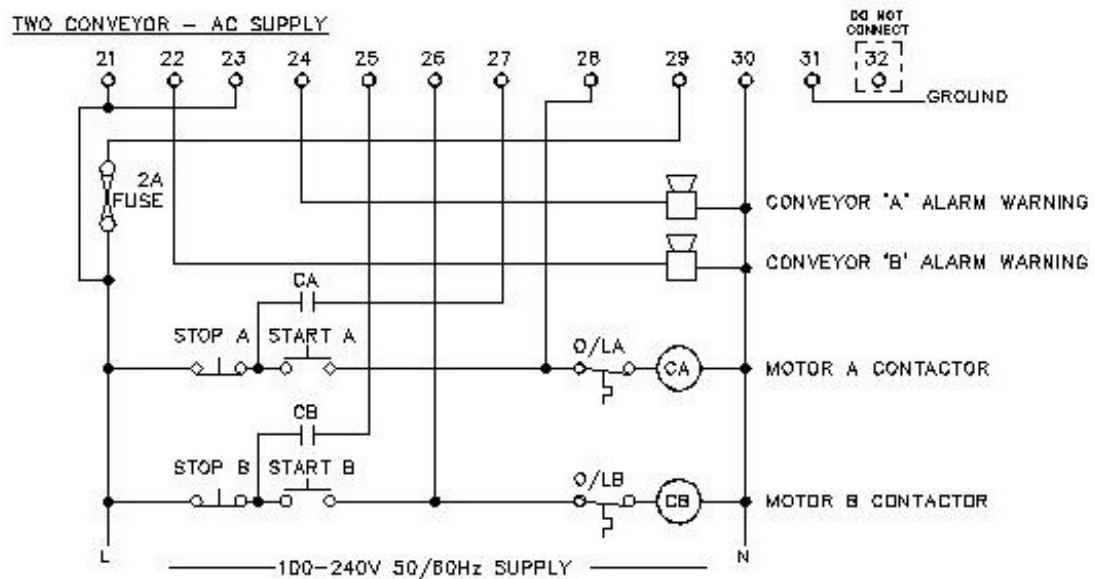 TWO CONVEYOR – AC SUPPLY
DO NOT
CONNECT
21 22 23 24 25 26 27 28 29 30 31 32
GROUND
2A
FUSE
CONVEYOR "A" ALARM WARNING
CONVEYOR 'B' ALARM WARNING
CA
STOP A START A O/LA CA MOTOR A CONTACTOR
CB
STOP B START B O/LB CB MOTOR B CONTACTOR
L 100-240V 50/60Hz SUPPLY N